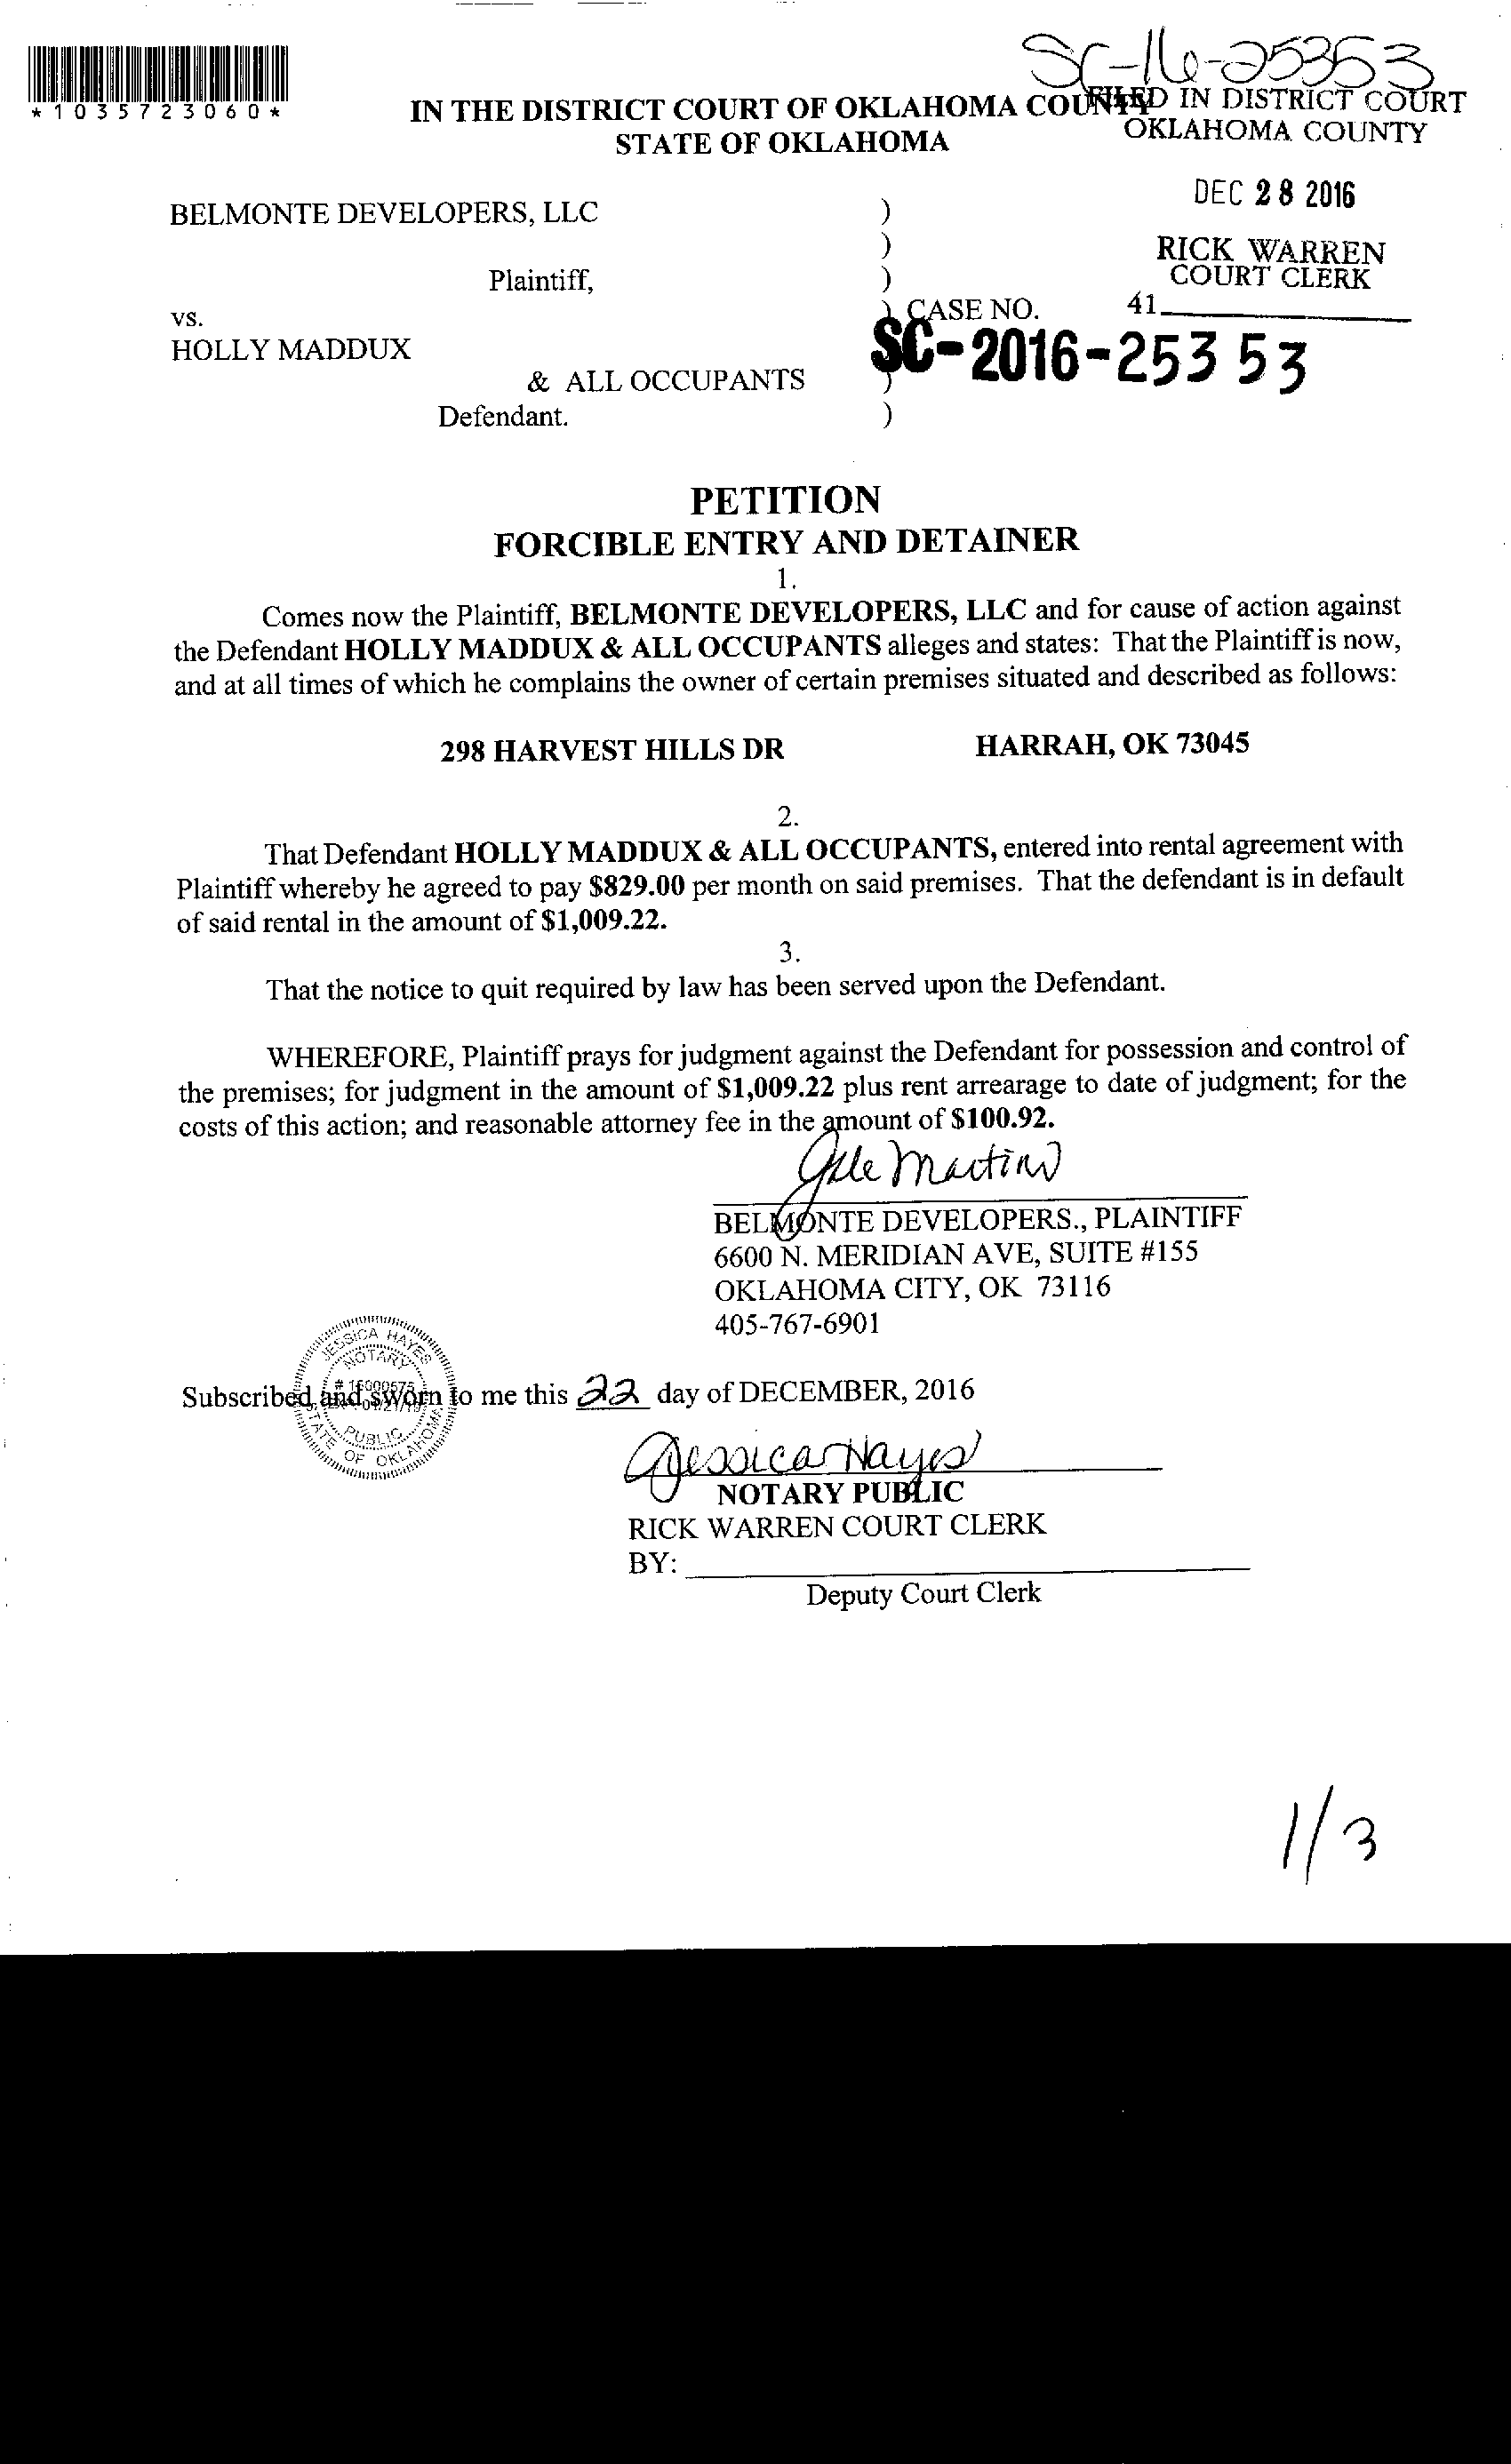 SC-16-25353
*1035723060*
IN THE DISTRICT COURT OF OKLAHOMA COUNTY
STATE OF OKLAHOMA
FILED IN DISTRICT COURT
OKLAHOMA COUNTY
DEC 28 2016
RICK WARREN
COURT CLERK
41
BELMONTE DEVELOPERS, LLC )
)
Plaintiff, )
vs. ) CASE NO.
HOLLY MADDUX SC-2016-25353
& ALL OCCUPANTS )
Defendant. )
PETITION
FORCIBLE ENTRY AND DETAINER
1.
Comes now the Plaintiff, BELMONTE DEVELOPERS, LLC and for cause of action against
the Defendant HOLLY MADDUX & ALL OCCUPANTS alleges and states: That the Plaintiff is now,
and at all times of which he complains the owner of certain premises situated and described as follows:
298 HARVEST HILLS DR HARRAH, OK 73045
2.
That Defendant HOLLY MADDUX & ALL OCCUPANTS, entered into rental agreement with
Plaintiff whereby he agreed to pay $829.00 per month on said premises. That the defendant is in default
of said rental in the amount of $1,009.22.
3.
That the notice to quit required by law has been served upon the Defendant.
WHEREFORE, Plaintiff prays for judgment against the Defendant for possession and control of
the premises; for judgment in the amount of $1,009.22 plus rent arrearage to date of judgment; for the
costs of this action; and reasonable attorney fee in the amount of $100.92.
Martin
BELMONTE DEVELOPERS., PLAINTIFF
6600 N. MERIDIAN AVE, SUITE #155
OKLAHOMA CITY, OK 73116
405-767-6901
JESSICA HAYES
NOTARY
PUBLIC
STATE OF OKLAHOMA
Subscribed and sworn to me this 22 day of DECEMBER, 2016
Jessica Hayes
NOTARY PUBLIC
RICK WARREN COURT CLERK
BY:
Deputy Court Clerk
1/3